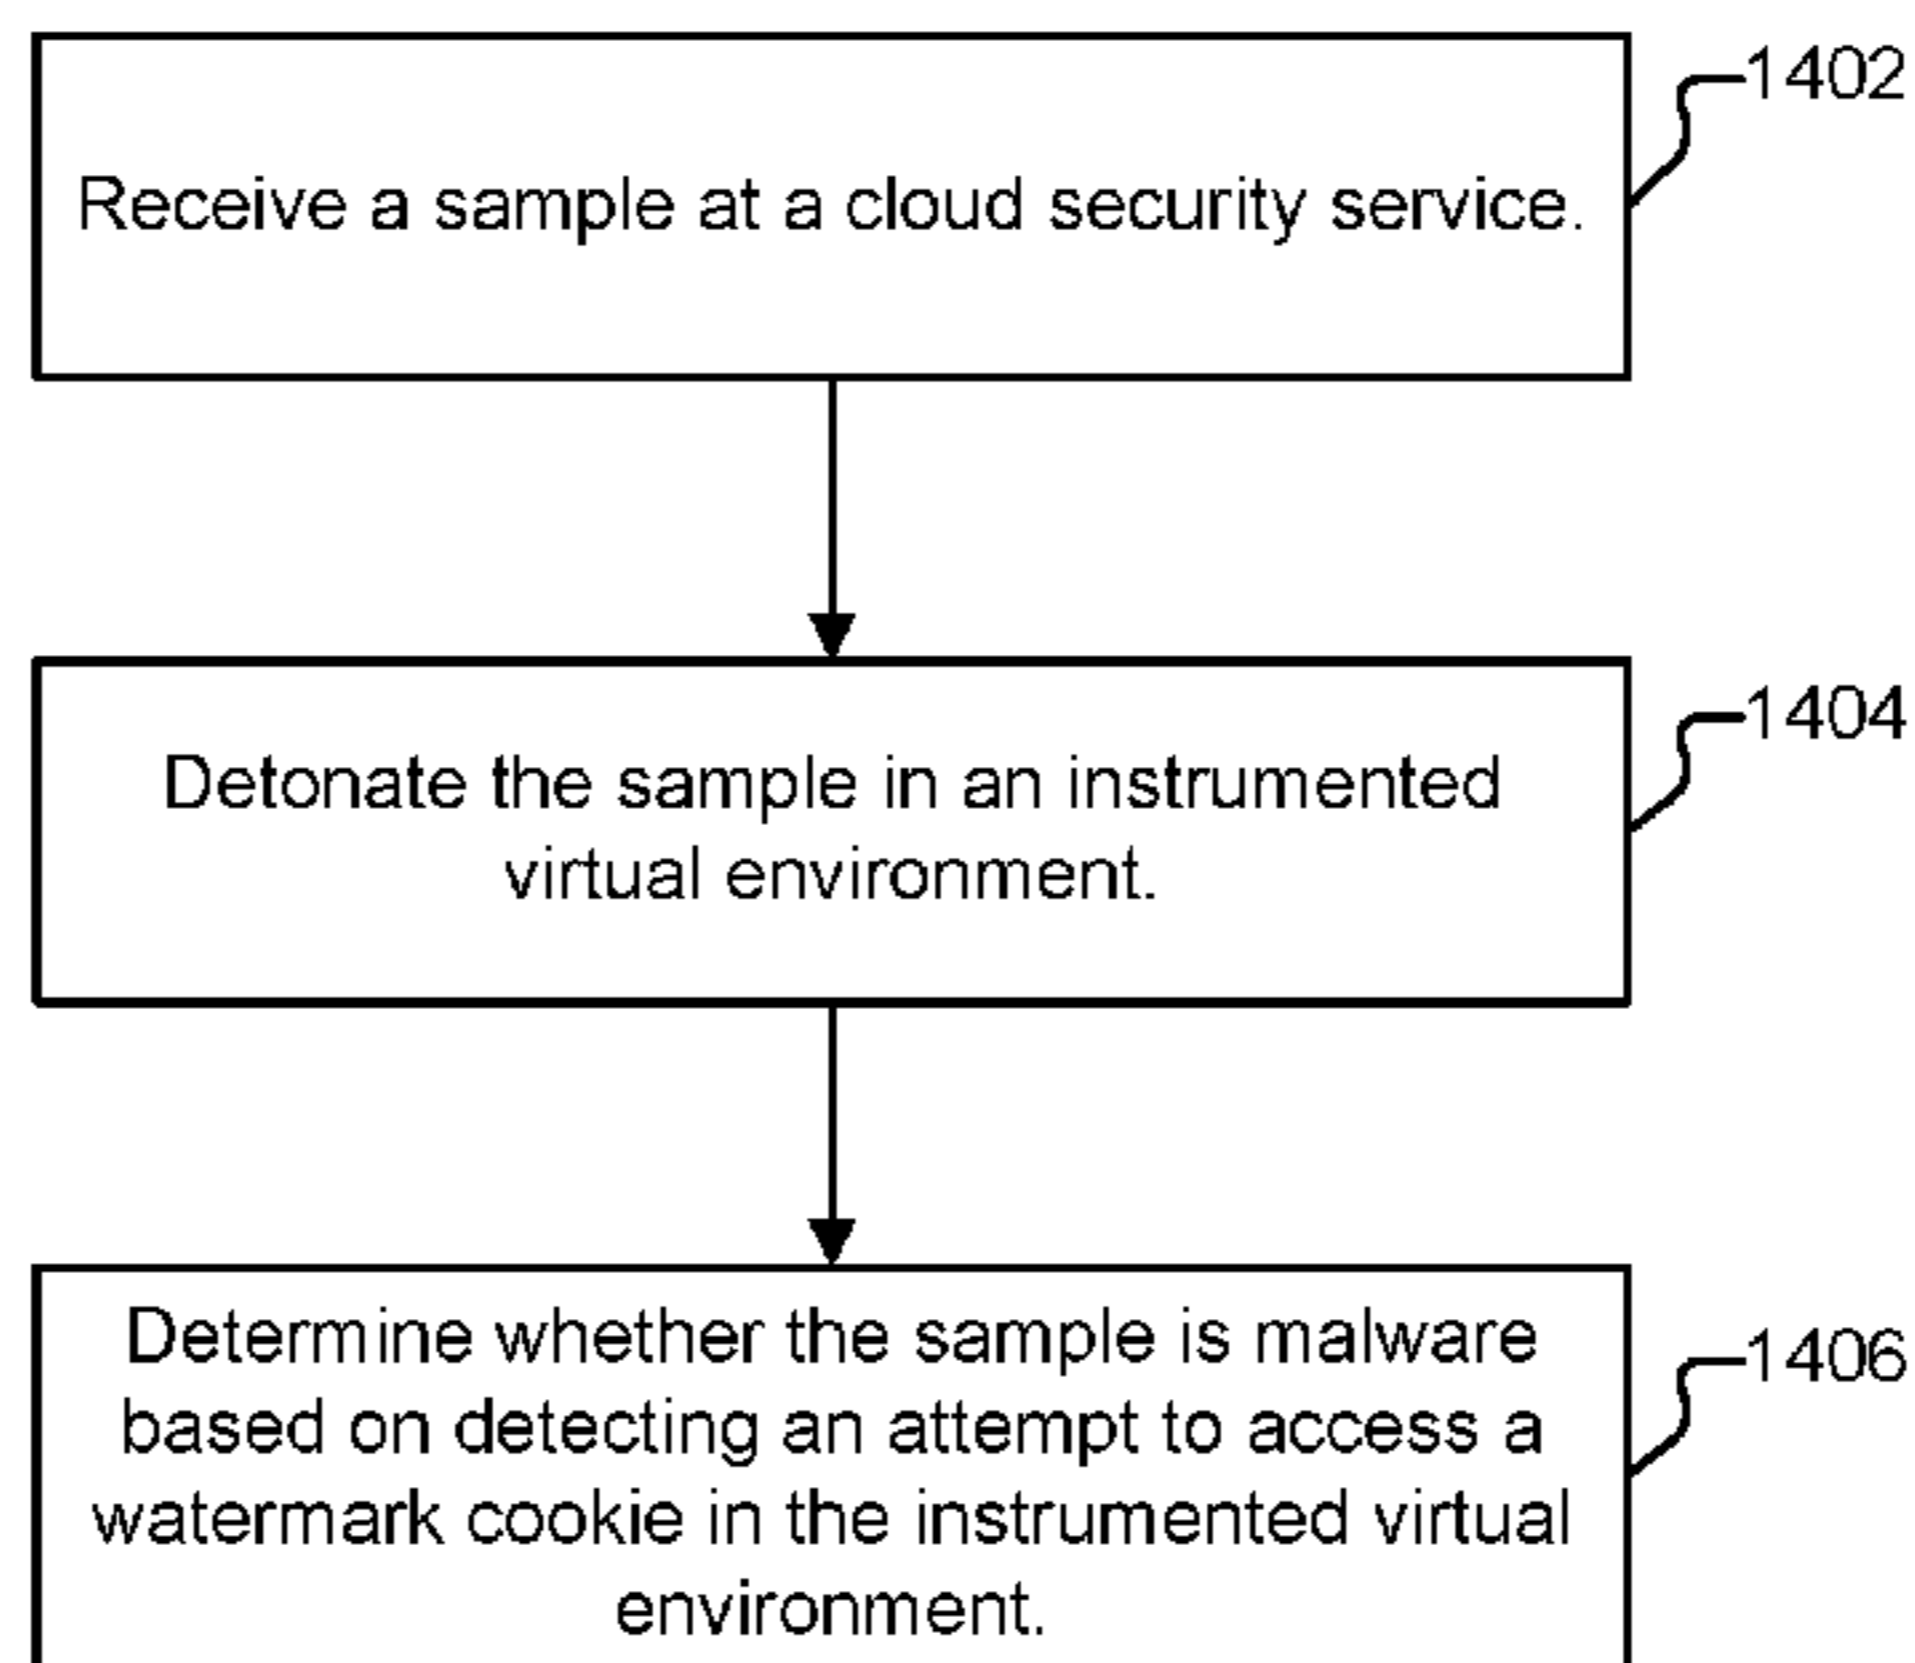 1402
Receive a sample at a cloud security service.
1404
Detonate the sample in an instrumented
virtual environment.
1406
Determine whether the sample is malware
based on detecting an attempt to access a
watermark cookie in the instrumented virtual
environment.